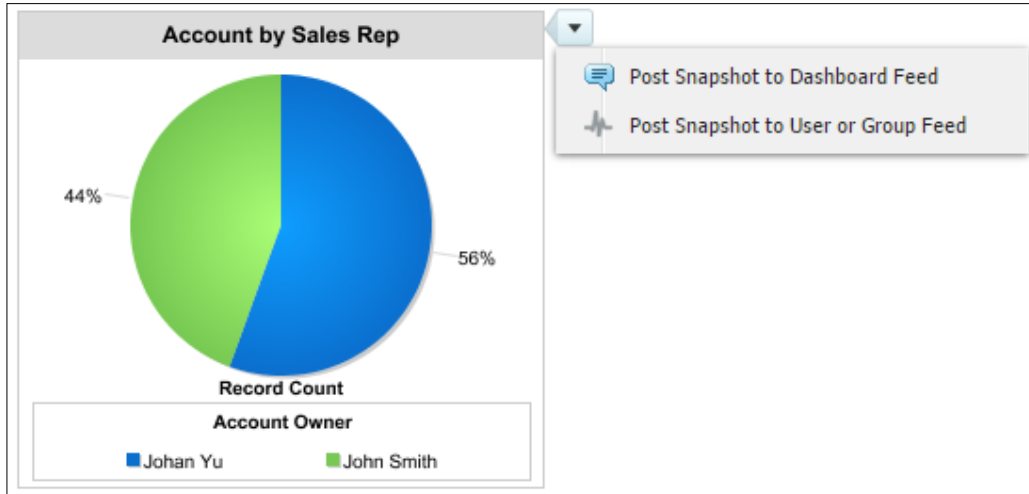 Account by Sales Rep
Post Snapshot to Dashboard Feed
Post Snapshot to User or Group Feed
44%
56%
Record Count
Account Owner
Johan Yu John Smith